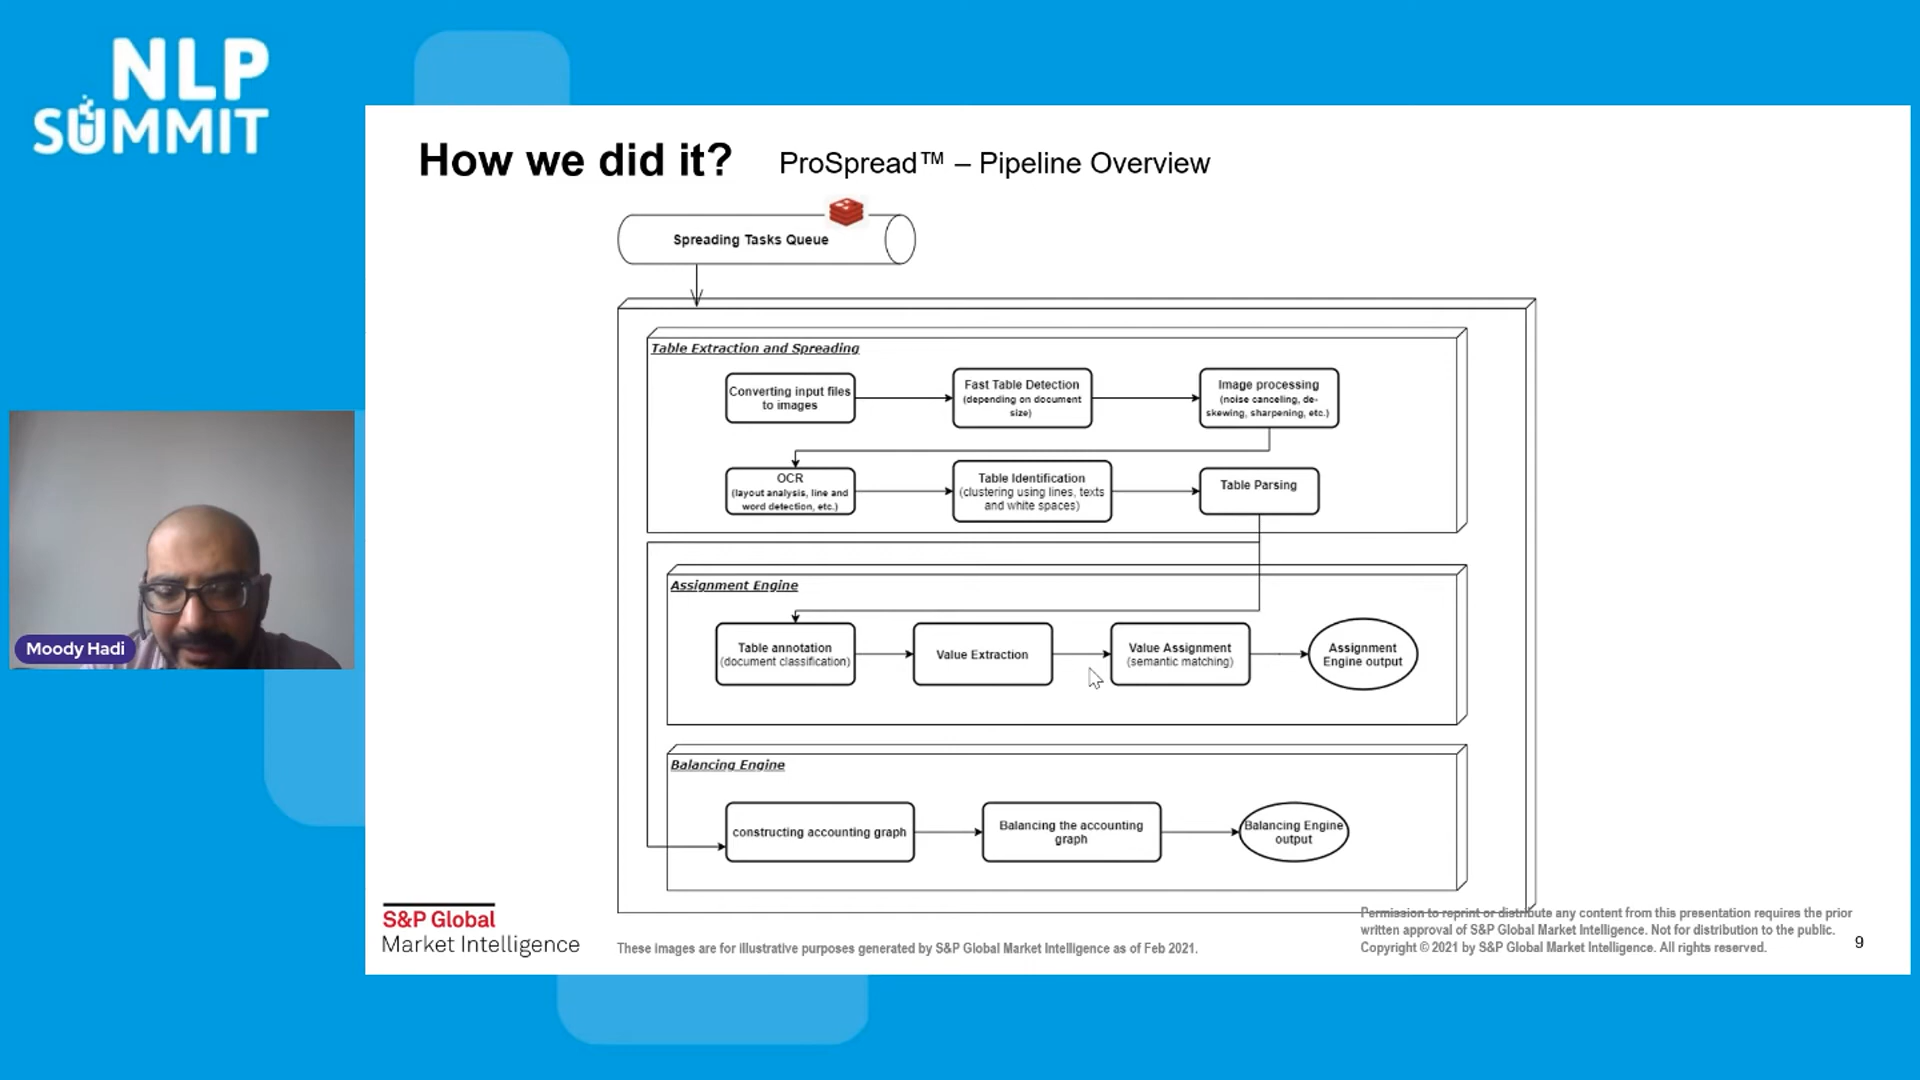 NLP
SUMMIT
How we did it?
ProSpread™ – Pipeline Overview
Spreading Tasks Queue
Table Extraction and Spreading
Converting input files
to images
Fast Table Detection
(depending on document
size)
Image processing
(noise canceling, de-
skewing, sharpening, etc.)
OCR
(layout analysis, line and
word detection, etc.)
Table Identification
(clustering using lines, texts
and white spaces)
Table Parsing
Assignment Engine
Table annotation
(document classification)
Value Extraction
Value Assignment
(semantic matching)
Assignment
Engine output
Moody Hadi
Balancing Engine
constructing accounting graph
Balancing the accounting
graph
Balancing Engine
output
S&P Global
Market Intelligence
These images are for illustrative purposes generated by S&P Global Market Intelligence as of Feb 2021.
Permission to reprint or distribute any content from this presentation requires the prior
written approval of S&P Global Market Intelligence. Not for distribution to the public.
Copyright © 2021 by S&P Global Market Intelligence. All rights reserved.
9